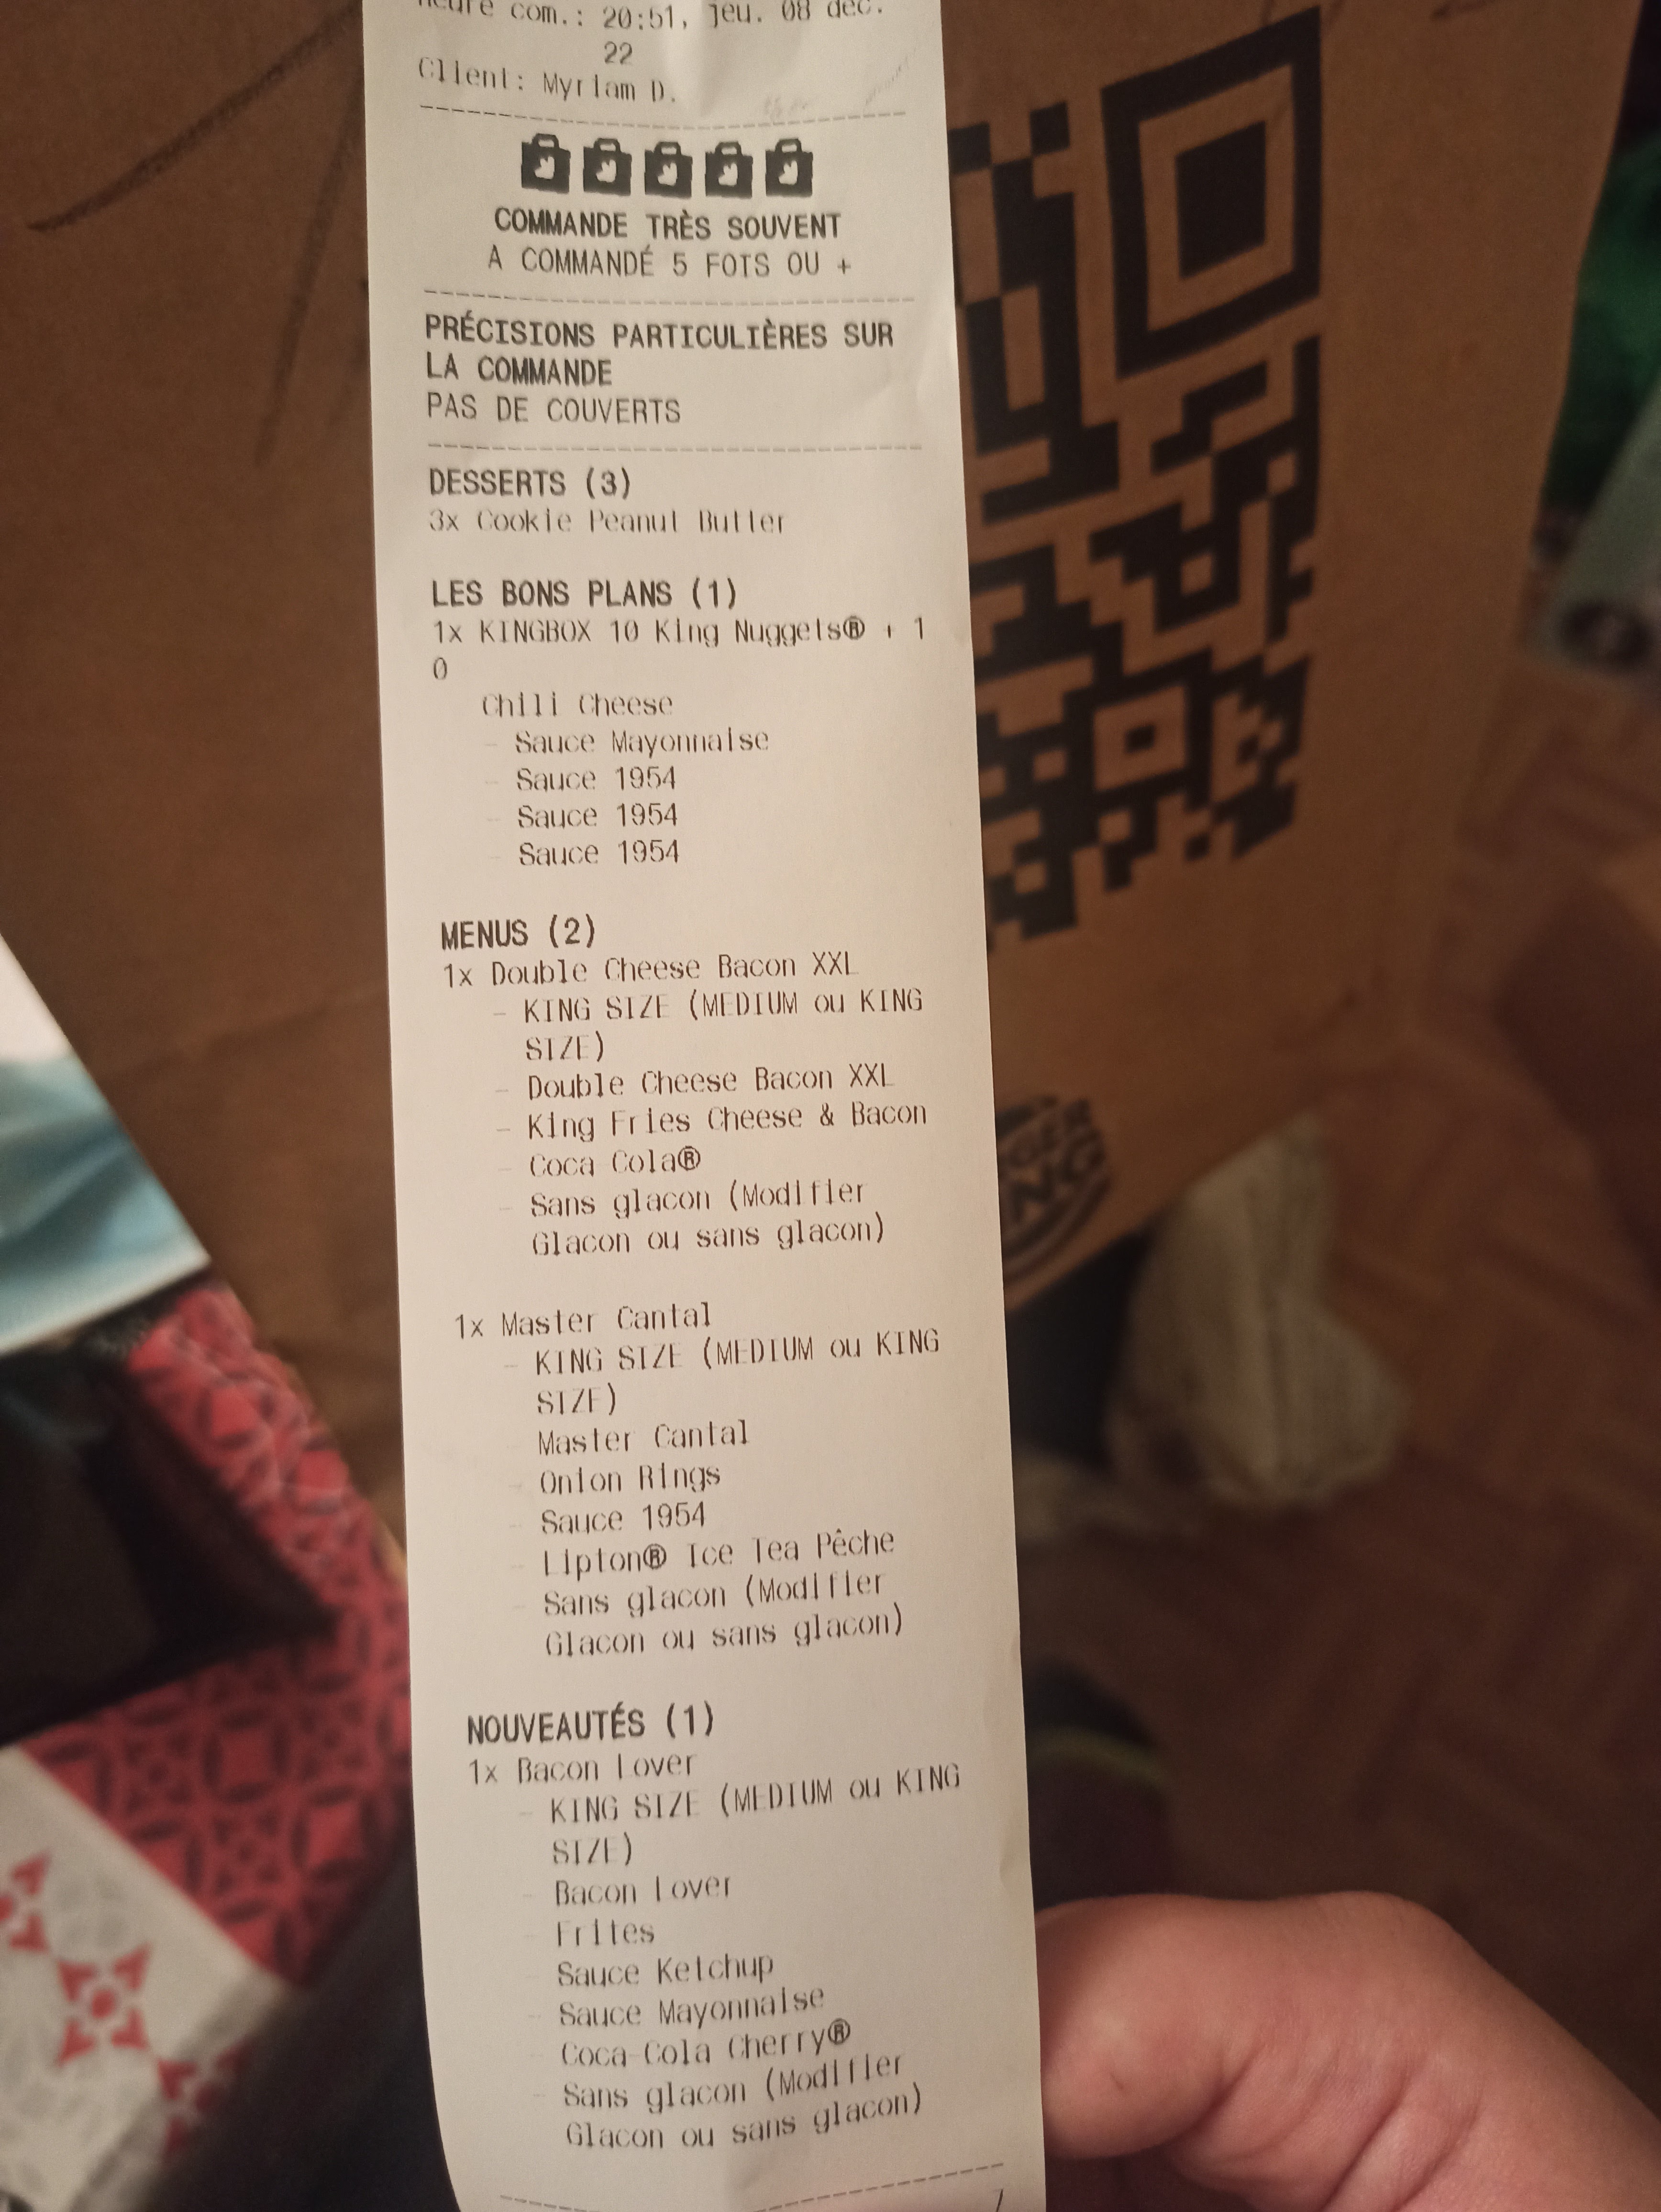 heure com.: 20:51, jeu. 08 déc.
22
Client: Myriam D.
COMMANDE TRÈS SOUVENT
A COMMANDÉ 5 FOIS OU +
PRÉCISIONS PARTICULIÈRES SUR
LA COMMANDE
PAS DE COUVERTS
DESSERTS (3)
3x Cookie Peanut Butter
LES BONS PLANS (1)
1x KINGBOX 10 King Nuggets® + 1
0
Chili Cheese
- Sauce Mayonnaise
- Sauce 1954
- Sauce 1954
- Sauce 1954
MENUS (2)
1x Double Cheese Bacon XXL
- KING SIZE (MEDIUM ou KING
SIZE)
- Double Cheese Bacon XXL
- King Fries Cheese & Bacon
- Coca Cola®
- Sans glacon (Modifier
Glacon ou sans glacon)
1x Master Cantal
- KING SIZE (MEDIUM ou KING
SIZE)
- Master Cantal
- Onion Rings
- Sauce 1954
- Lipton® Ice Tea Pêche
- Sans glacon (Modifier
Glacon ou sans glacon)
NOUVEAUTÉS (1)
1x Bacon Lover
- KING SIZE (MEDIUM ou KING
SIZE)
- Bacon Lover
- Frites
- Sauce Ketchup
- Sauce Mayonnaise
- Coca-Cola Cherry®
- Sans glacon (Modifier
Glacon ou sans glacon)
BURGER
KING